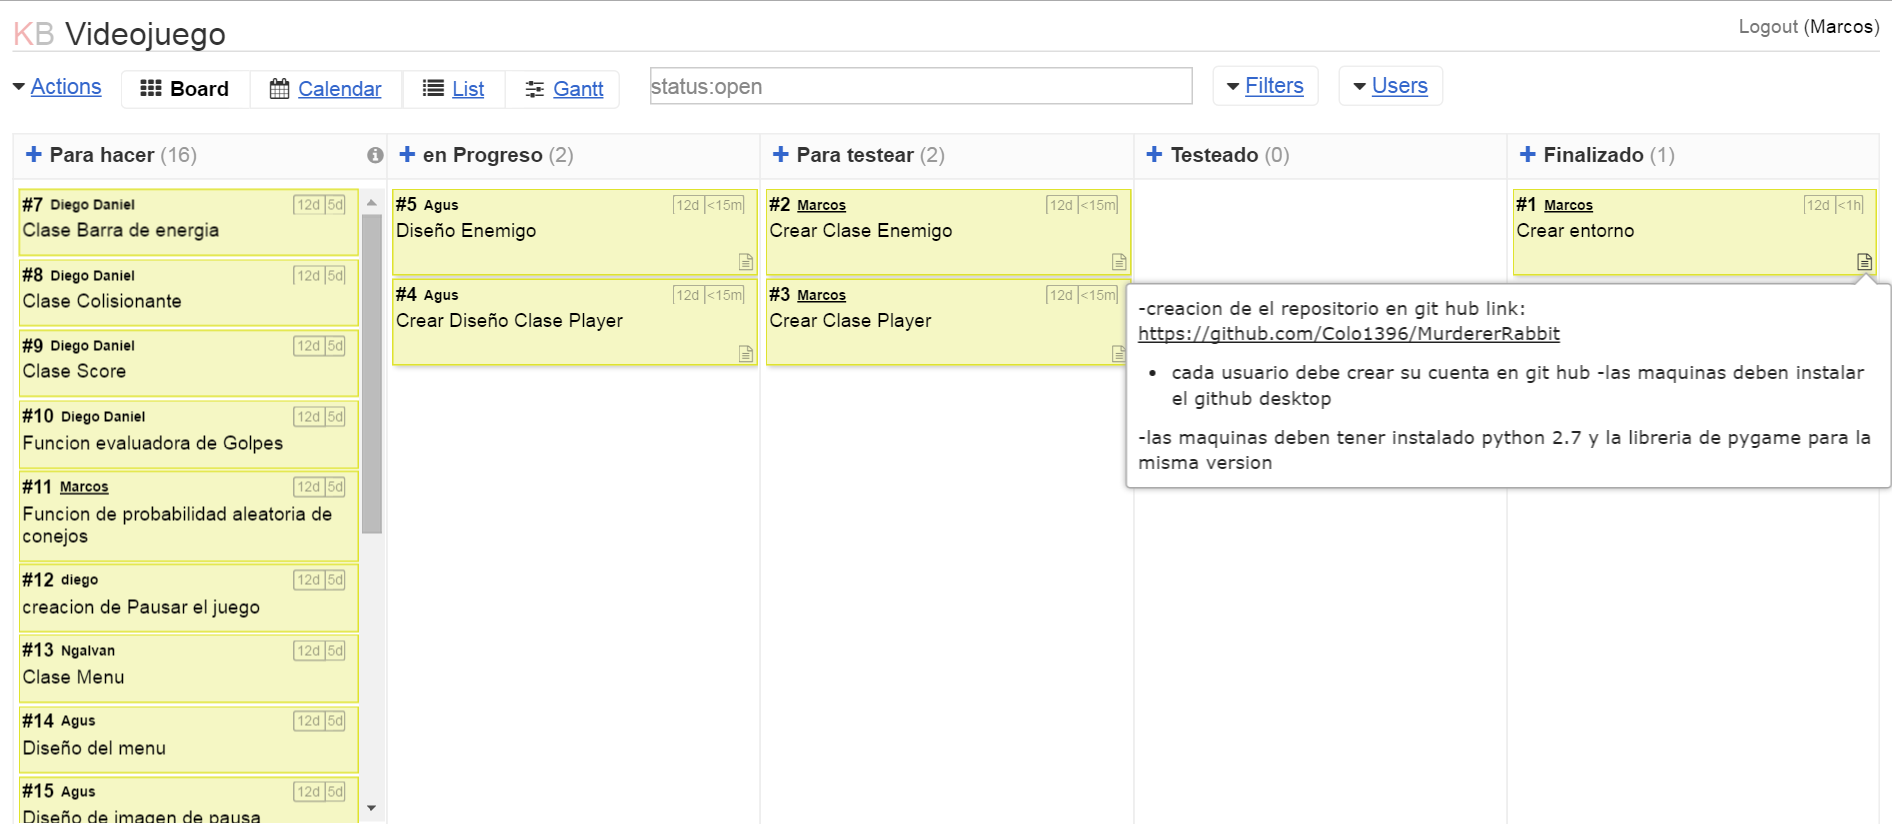 KB Videojuego
Logout (Marcos)
Actions
Board
Calendar
List
Gantt
status:open
Filters
Users
+ Para hacer (16)
#7 Diego Daniel 12d 5d
Clase Barra de energia
#8 Diego Daniel 12d 5d
Clase Colisionante
#9 Diego Daniel 12d 5d
Clase Score
#10 Diego Daniel 12d 5d
Funcion evaluadora de Golpes
#11 Marcos 12d 5d
Funcion de probabilidad aleatoria de
conejos
#12 diego 12d 5d
creacion de Pausar el juego
#13 Ngalvan 12d 5d
Clase Menu
#14 Agus 12d 5d
Diseño del menu
#15 Agus 12d 5d
Diseño de imagen de pausa
+ en Progreso (2)
#5 Agus 12d <15m
Diseño Enemigo
#4 Agus 12d <15m
Crear Diseño Clase Player
+ Para testear (2)
#2 Marcos 12d <15m
Crear Clase Enemigo
#3 Marcos 12d <15m
Crear Clase Player
+ Testeado (0)
+ Finalizado (1)
#1 Marcos 12d <1h
Crear entorno
-creacion de el repositorio en git hub link:
https://github.com/Colo1396/MurdererRabbit
• cada usuario debe crear su cuenta en git hub -las maquinas deben instalar
el github desktop
-las maquinas deben tener instalado python 2.7 y la libreria de pygame para la
misma version